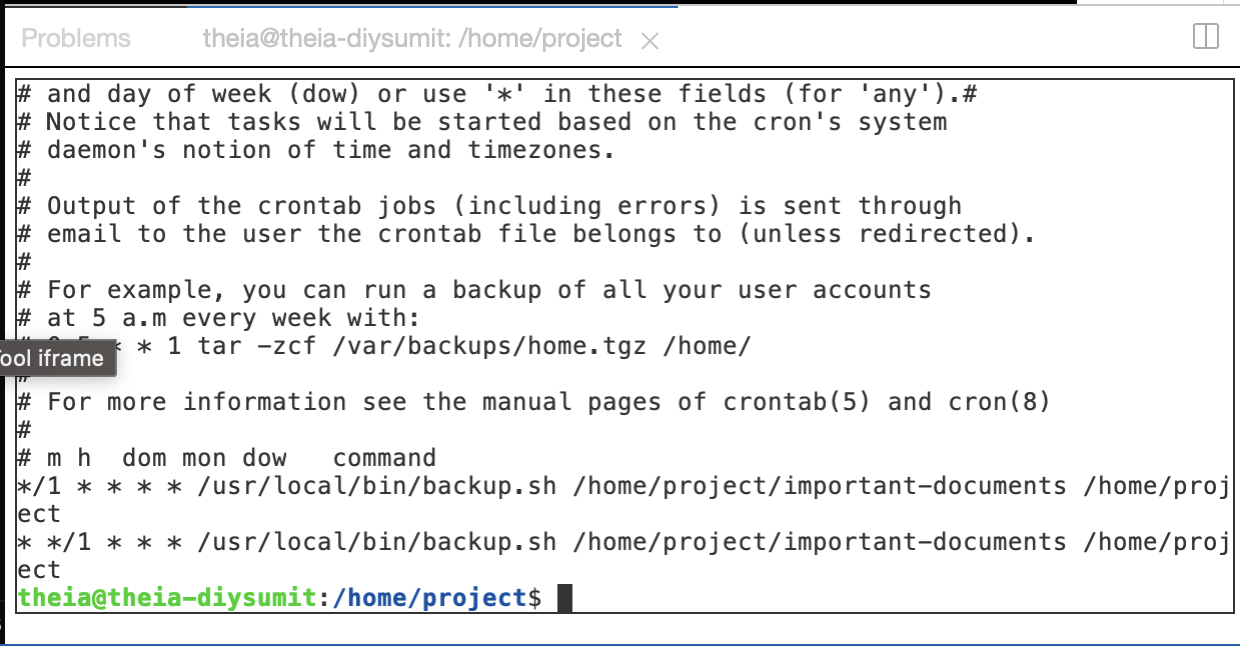 Problems
theia@theia-diysumit: /home/project
# and day of week (dow) or use '*' in these fields (for 'any').#
# Notice that tasks will be started based on the cron's system
# daemon's notion of time and timezones.
#
# Output of the crontab jobs (including errors) is sent through
# email to the user the crontab file belongs to (unless redirected).
#
# For example, you can run a backup of all your user accounts
# at 5 a.m every week with:
* * 1 tar -zcf /var/backups/home.tgz /home/
ool iframe
#
# For more information see the manual pages of crontab(5) and cron(8)
#
# m h  dom mon dow   command
*/1 * * * * /usr/local/bin/backup.sh /home/project/important-documents /home/proj
ect
* */1 * * * /usr/local/bin/backup.sh /home/project/important-documents /home/proj
ect
theia@theia-diysumit:/home/project$